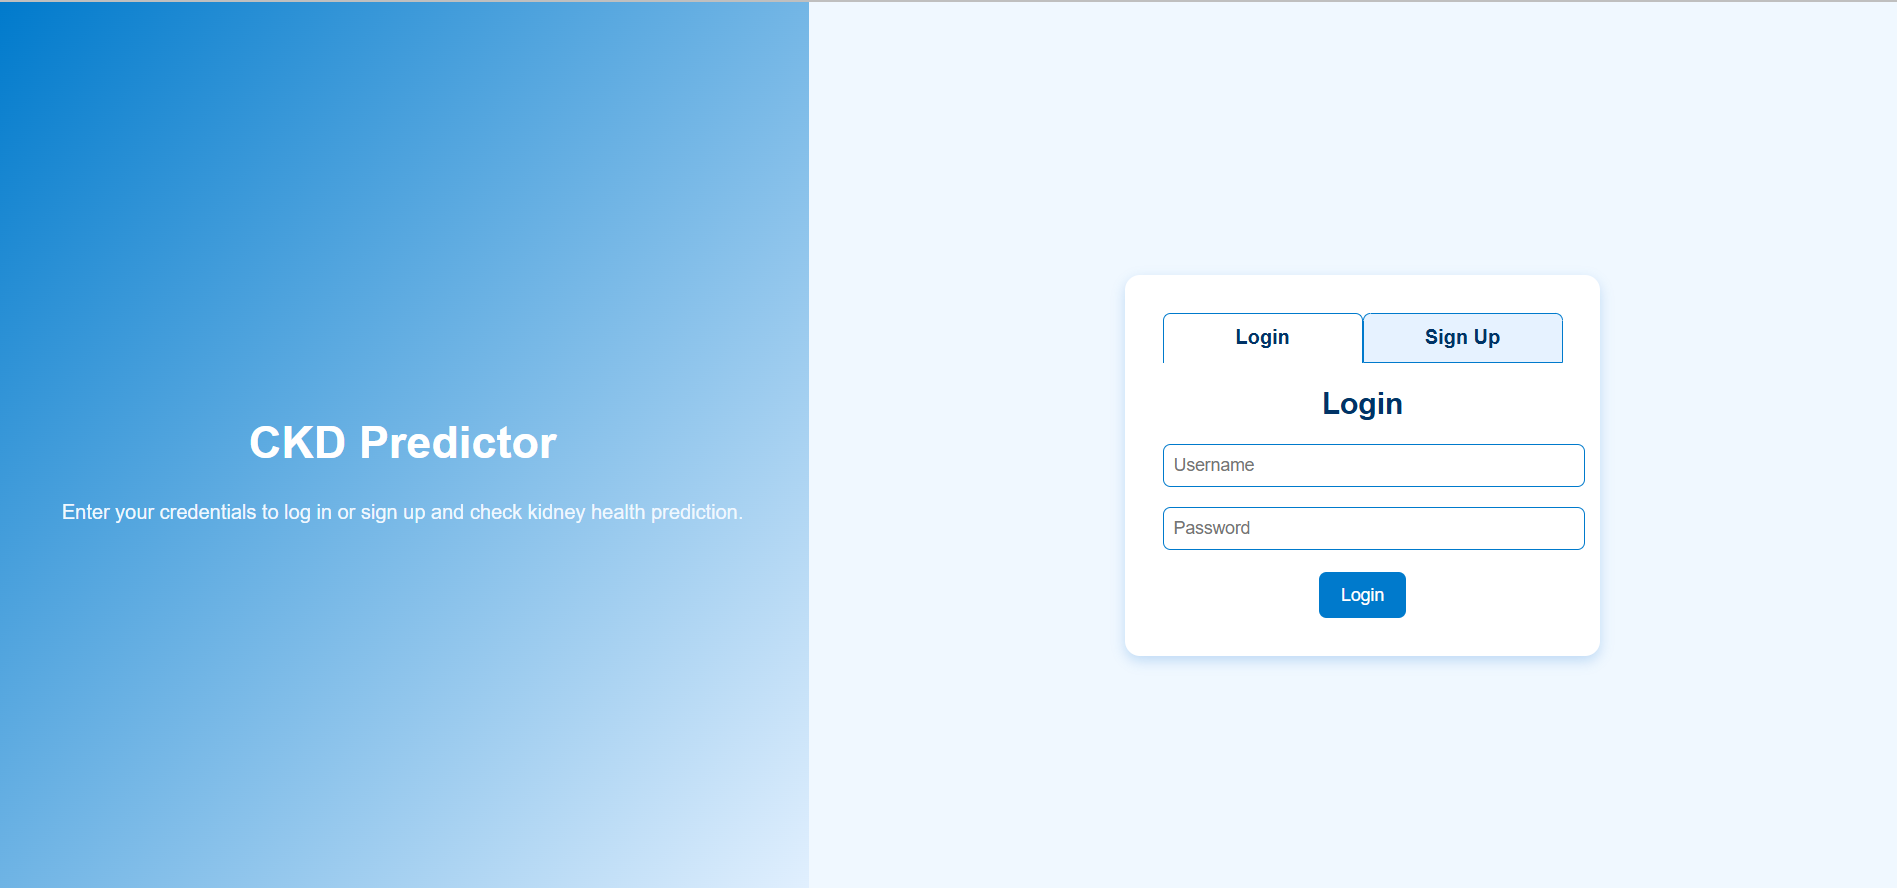 CKD Predictor
Enter your credentials to log in or sign up and check kidney health prediction.
Login
Sign Up
Login
Username
Password
Login